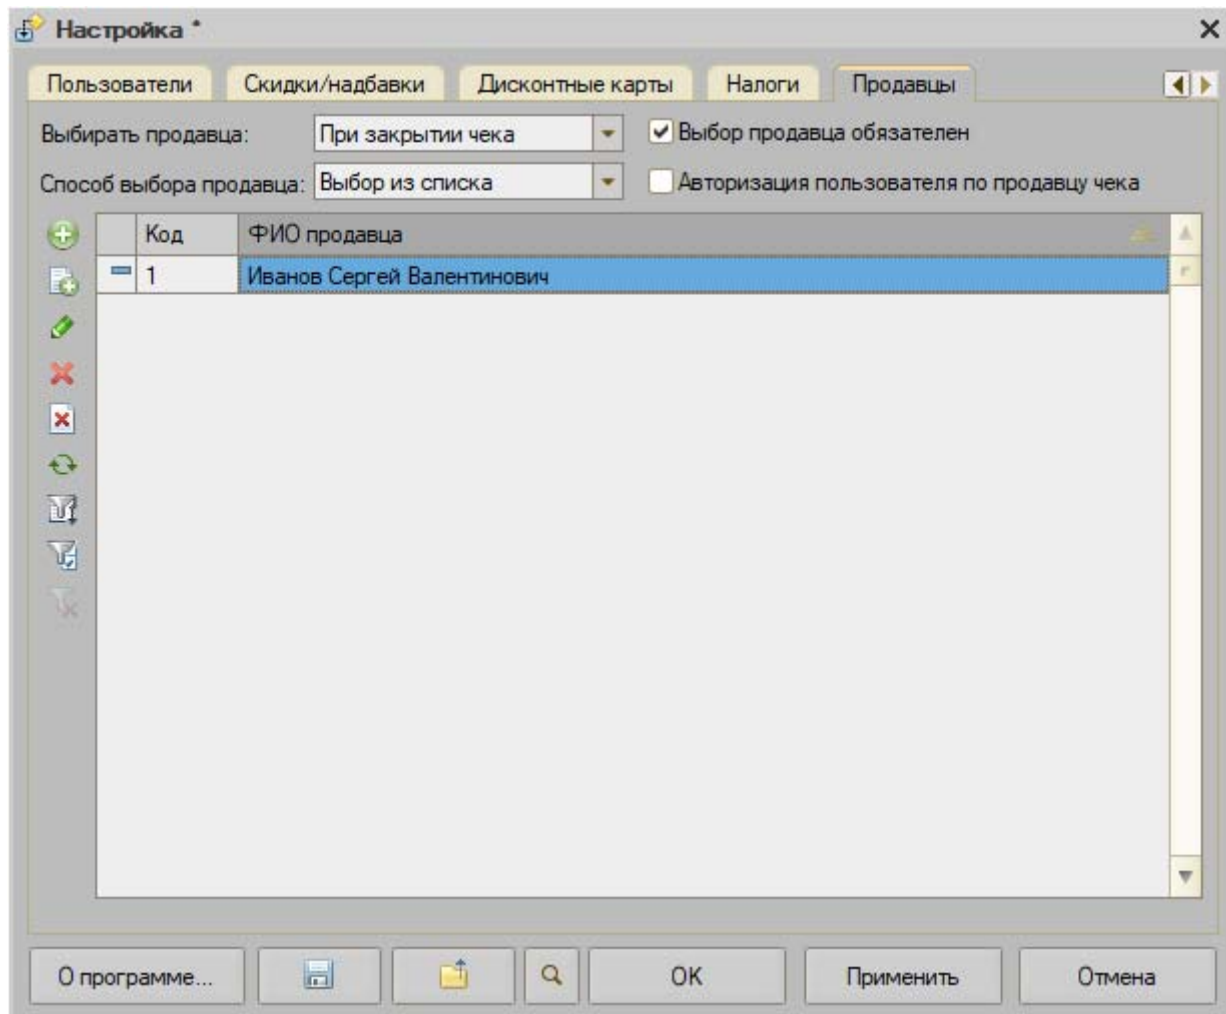 Настройка *
Пользователи Скидки/надбавки Дисконтные карты Налоги Продавцы
Выбирать продавца: При закрытии чека Выбор продавца обязателен
Способ выбора продавца: Выбор из списка Авторизация пользователя по продавцу чека
Код ФИО продавца
1 Иванов Сергей Валентинович
О программе... OK Применить Отмена